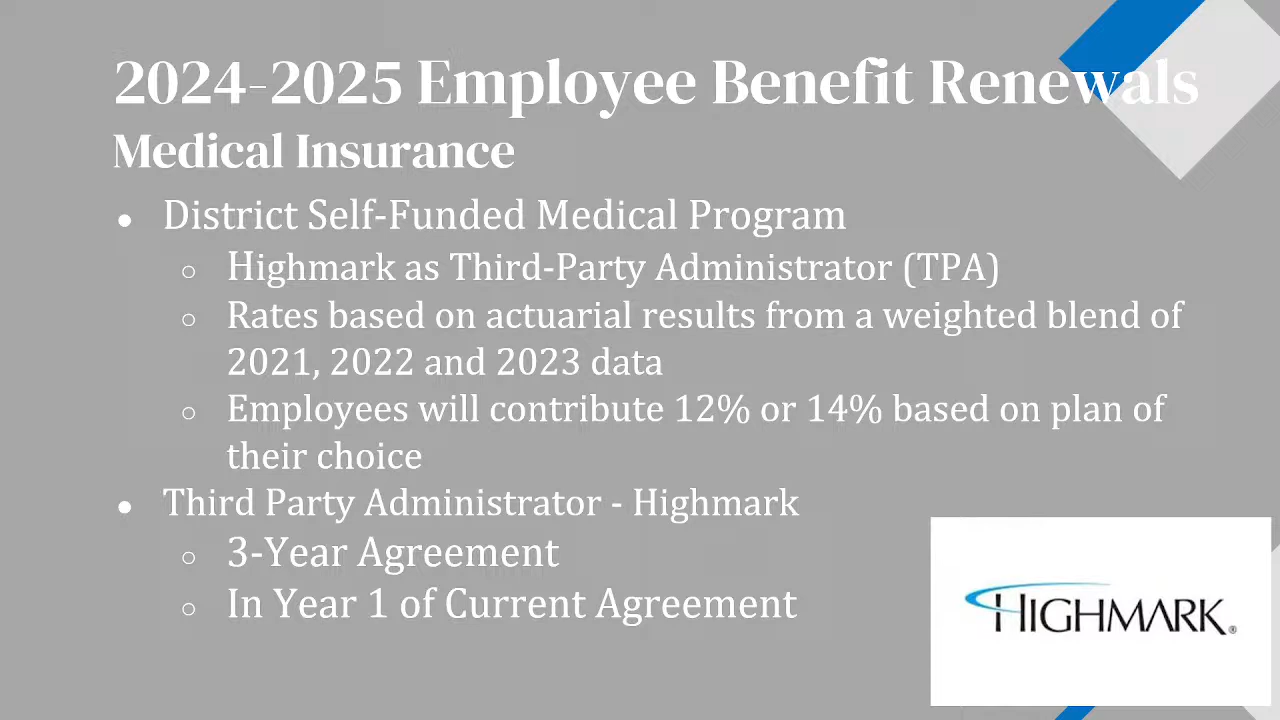 2024-2025 Employee Benefit Renewals
Medical Insurance
● District Self-Funded Medical Program
○ Highmark as Third-Party Administrator (TPA)
○ Rates based on actuarial results from a weighted blend of
2021, 2022 and 2023 data
○ Employees will contribute 12% or 14% based on plan of
their choice
● Third Party Administrator - Highmark
○ 3-Year Agreement
○ In Year 1 of Current Agreement
HIGHMARK®